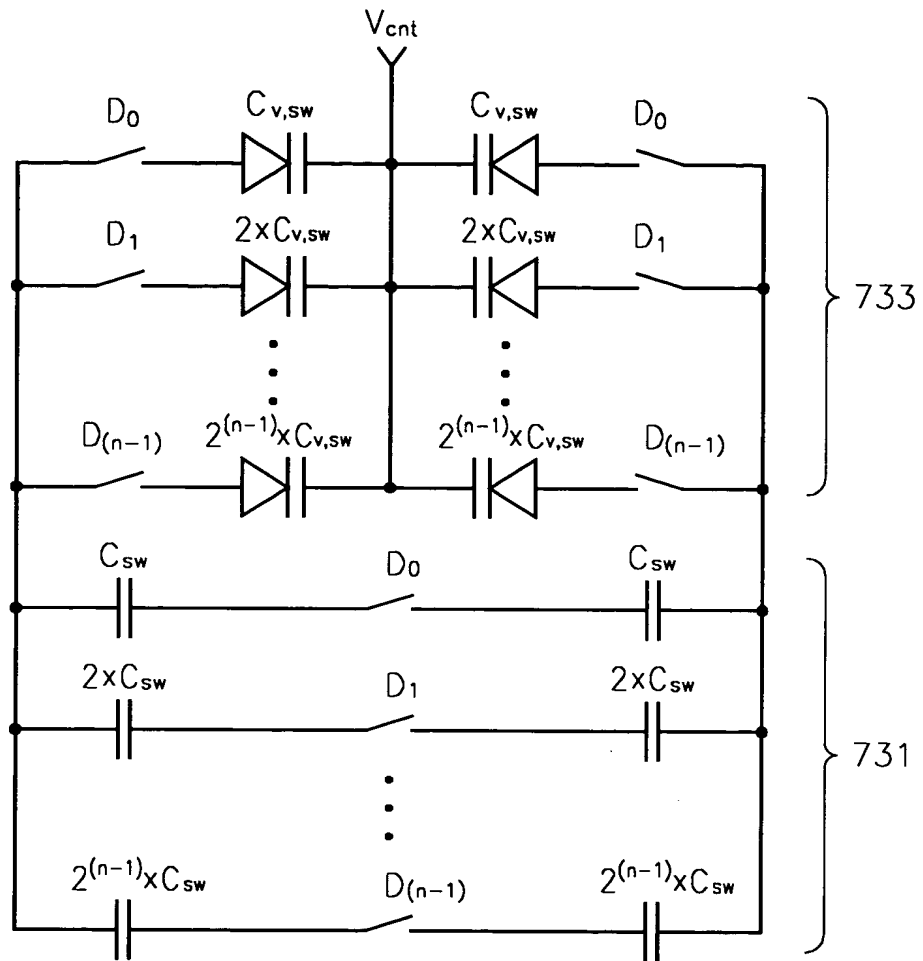 Vcnt
D0 Cv,sw Cv,sw D0
D1 2xCv,sw 2xCv,sw D1
733
D(n-1) 2(n-1)xCv,sw 2(n-1)xCv,sw D(n-1)
Csw D0 Csw
2xCsw D1 2xCsw
731
2(n-1)xCsw D(n-1) 2(n-1)xCsw